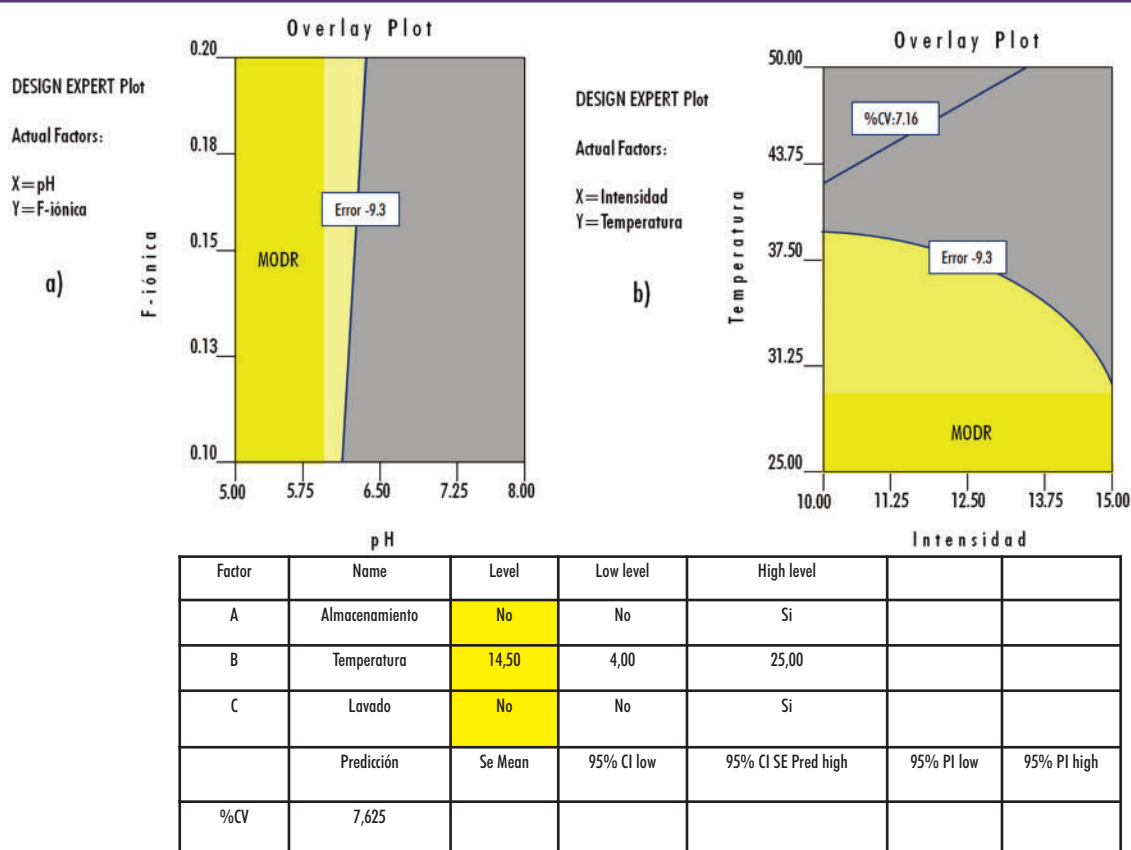 Overlay Plot
DESIGN EXPERT Plot
Actual Factors:
X=pH
Y=F-iónica
a)
F-iónica
0.20
0.18
0.15
0.13
0.10
MODR
Error -9.3
5.00 5.75 6.50 7.25 8.00
pH
Overlay Plot
DESIGN EXPERT Plot
Actual Factors:
X=Intensidad
Y=Temperatura
b)
Temperatura
50.00
43.75
37.50
31.25
25.00
%CV:7.16
Error -9.3
MODR
10.00 11.25 12.50 13.75 15.00
Intensidad
Factor Name Level Low level High level
A Almacenamiento No No Si
B Temperatura 14,50 4,00 25,00
C Lavado No No Si
Predicción Se Mean 95% CI low 95% CI SE Pred high 95% PI low 95% PI high
%CV 7,625